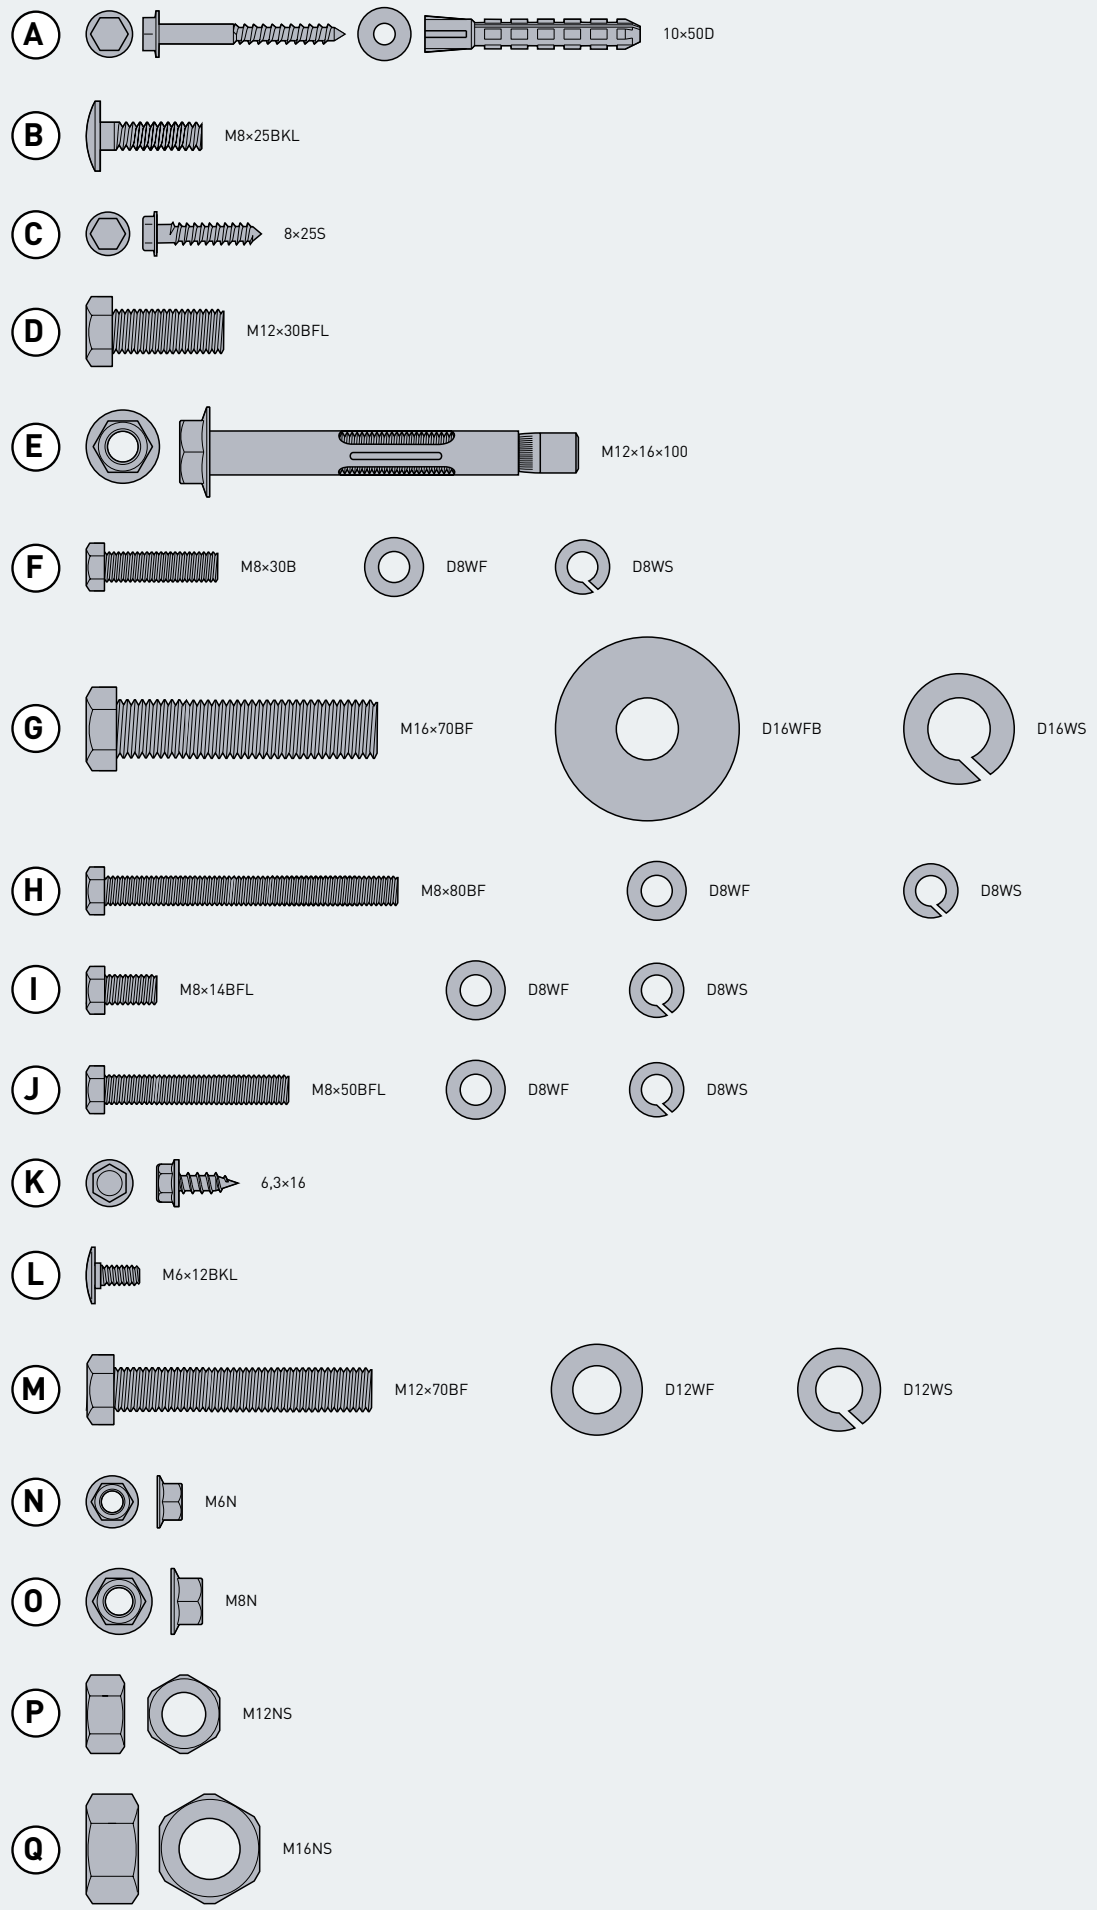 A 10×50D
B M8×25BKL
C 8×25S
D M12×30BFL
E M12×16×100
F M8×30B D8WF D8WS
G M16×70BF D16WFB D16WS
H M8×80BF D8WF D8WS
I M8×14BFL D8WF D8WS
J M8×50BFL D8WF D8WS
K 6,3×16
L M6×12BKL
M M12×70BF D12WF D12WS
N M6N
O M8N
P M12NS
Q M16NS